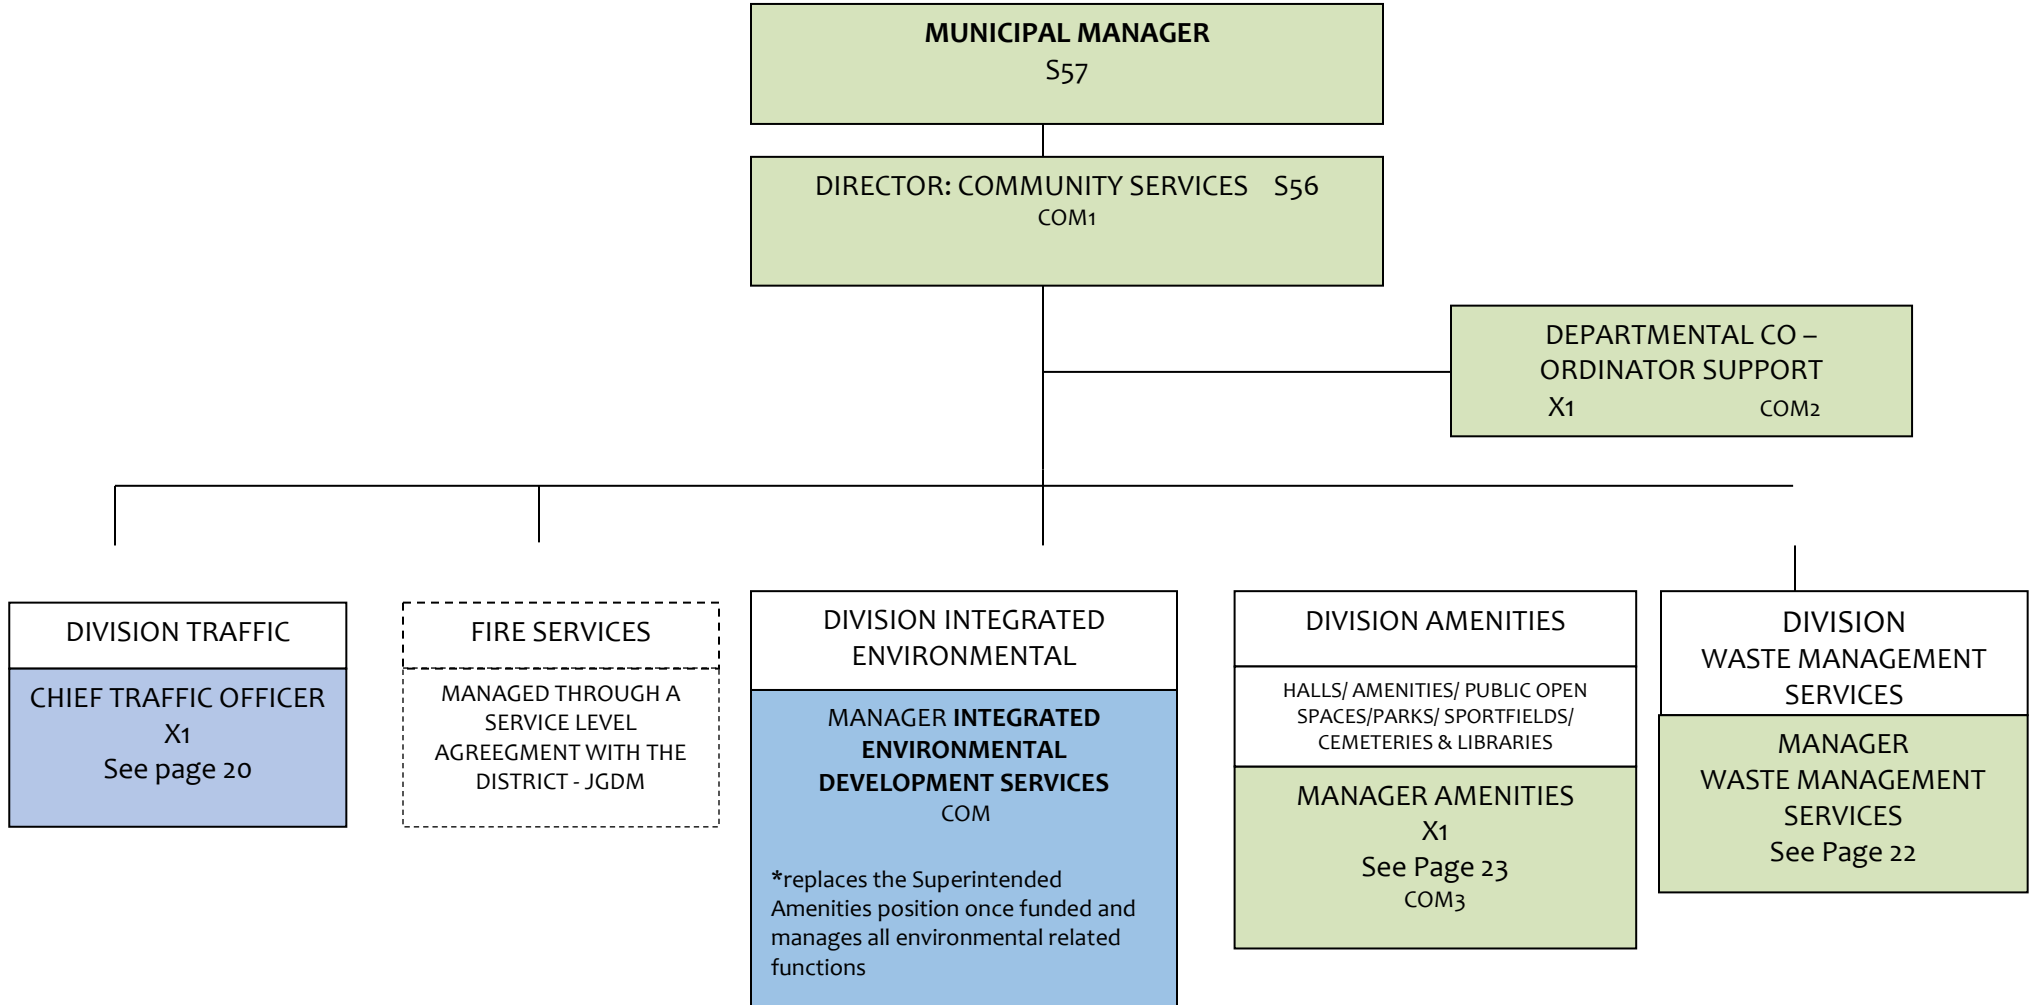 MUNICIPAL MANAGER
S57
DIRECTOR: COMMUNITY SERVICES S56
COM1
DEPARTMENTAL CO –
ORDINATOR SUPPORT
X1 COM2
DIVISION TRAFFIC
CHIEF TRAFFIC OFFICER
X1
See page 20
FIRE SERVICES
MANAGED THROUGH A
SERVICE LEVEL
AGREEGMENT WITH THE
DISTRICT - JGDM
DIVISION INTEGRATED
ENVIRONMENTAL
MANAGER INTEGRATED
ENVIRONMENTAL
DEVELOPMENT SERVICES
COM
*replaces the Superintended
Amenities position once funded and
manages all environmental related
functions
DIVISION AMENITIES
HALLS/ AMENITIES/ PUBLIC OPEN
SPACES/PARKS/ SPORTFIELDS/
CEMETERIES & LIBRARIES
MANAGER AMENITIES
X1
See Page 23
COM3
DIVISION
WASTE MANAGEMENT
SERVICES
MANAGER
WASTE MANAGEMENT
SERVICES
See Page 22